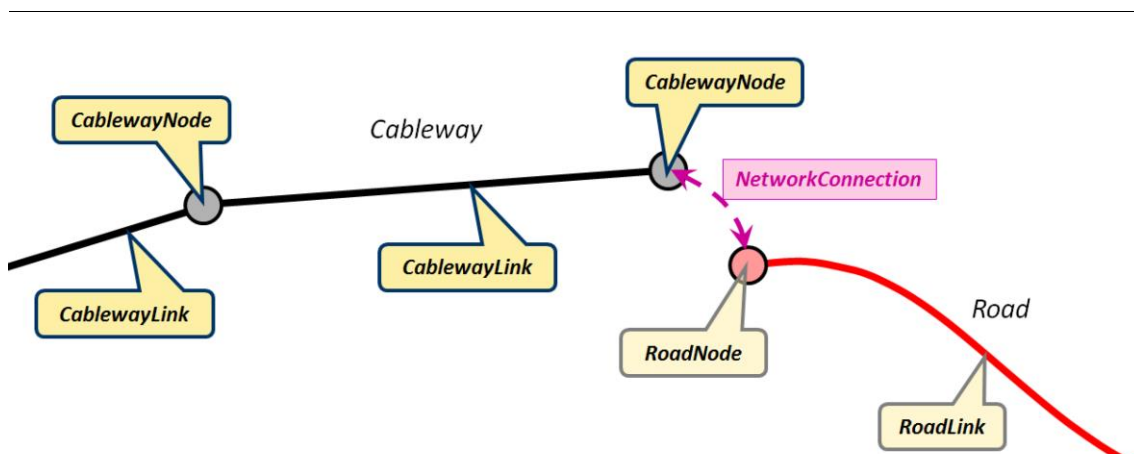 CablewayNode
CablewayNode
Cableway
NetworkConnection
CablewayLink
CablewayLink
Road
RoadNode
RoadLink